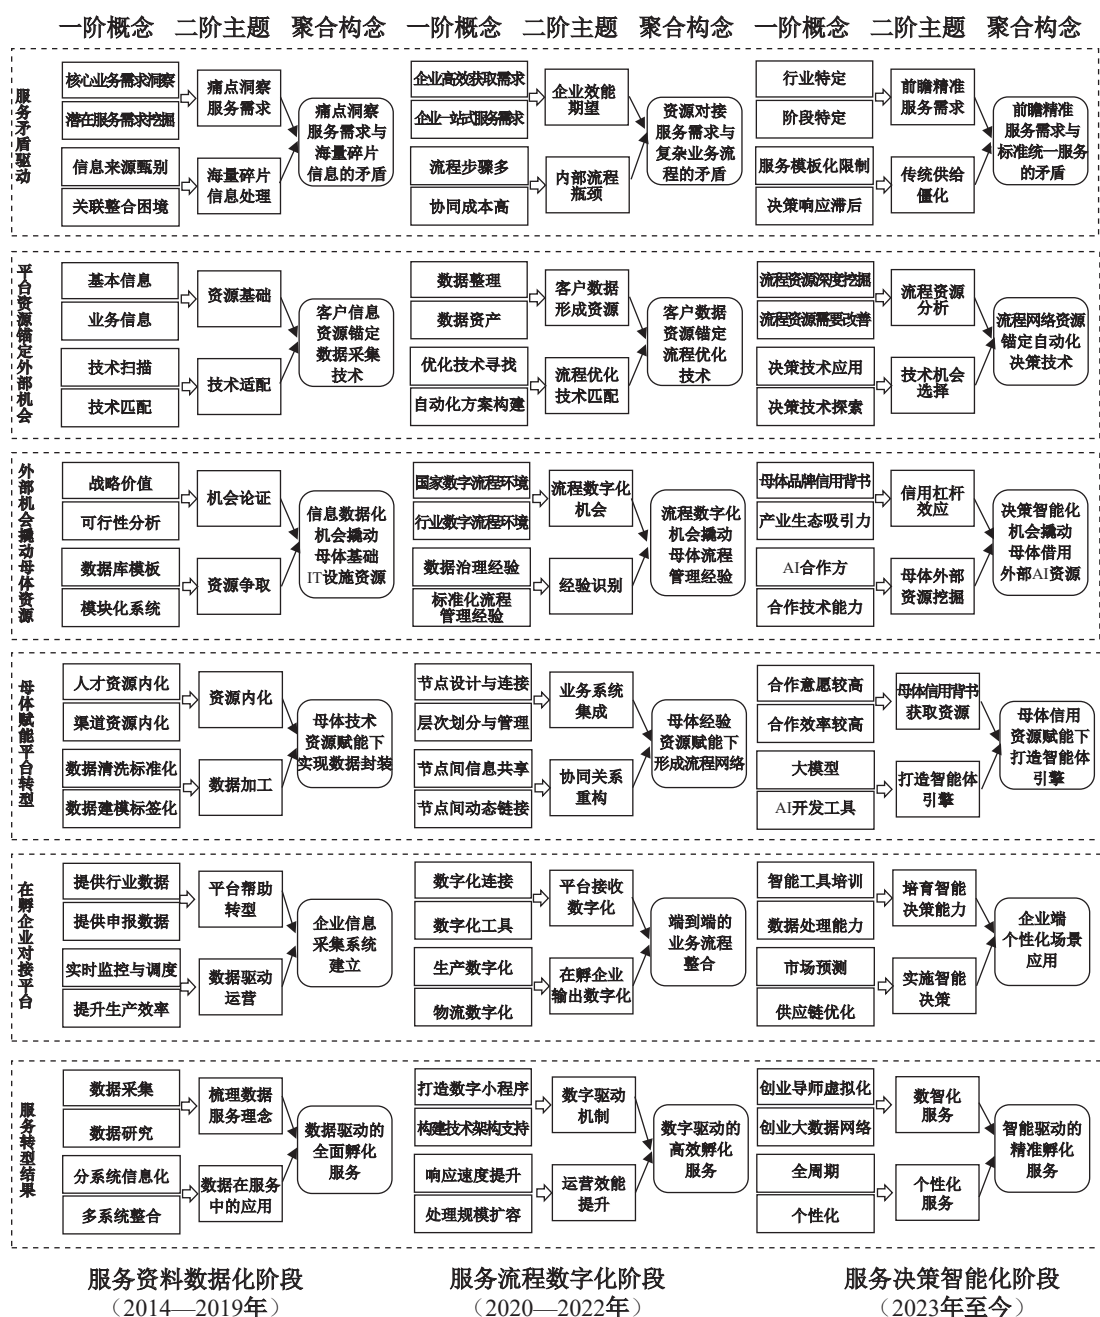 一阶概念 二阶主题 聚合构念 一阶概念 二阶主题 聚合构念 一阶概念 二阶主题 聚合构念
服务矛盾驱动
核心业务需求洞察
潜在服务需求挖掘
信息来源甄别
关联整合困境
痛点洞察
服务需求
海量碎片
信息处理
痛点洞察
服务需求与
海量碎片
信息的矛盾
企业高效获取需求
企业一站式服务需求
流程步骤多
协同成本高
企业效能
期望
内部流程
瓶颈
资源对接
服务需求与
复杂业务流
程的矛盾
行业特定
阶段特定
服务模板化限制
决策响应滞后
前瞻精准
服务需求
传统供给
僵化
前瞻精准
服务需求与
标准统一服务
的矛盾
平台资源锚定外部机会
基本信息
业务信息
技术扫描
技术匹配
资源基础
技术适配
客户信息
资源锚定
数据采集
技术
数据整理
数据资产
优化技术寻找
自动化方案构建
客户数据
形成资源
流程优化
技术匹配
客户数据
资源锚定
流程优化
技术
流程资源深度挖掘
流程资源需要改善
决策技术应用
决策技术探索
流程资源
分析
技术机会
选择
流程网络资源
锚定自动化
决策技术
外部机会撬动母体资源
战略价值
可行性分析
数据库模板
模块化系统
机会论证
资源争取
信息数据化
机会撬动
母体基础
IT设施资源
国家数字流程环境
行业数字流程环境
数据治理经验
标准化流程
管理经验
流程数字化
机会
经验识别
流程数字化
机会撬动
母体流程
管理经验
母体品牌信用背书
产业生态吸引力
AI合作方
合作技术能力
信用杠杆
效应
母体外部
资源挖掘
决策智能化
机会撬动
母体借用
外部AI资源
母体赋能平台转型
人才资源内化
渠道资源内化
数据清洗标准化
数据建模标签化
资源内化
数据加工
母体技术
资源赋能下
实现数据封装
节点设计与连接
层次划分与管理
节点间信息共享
节点间动态链接
业务系统
集成
协同关系
重构
母体经验
资源赋能下
形成流程网络
合作意愿较高
合作效率较高
大模型
AI开发工具
母体信用背书
获取资源
打造智能体
引擎
母体信用
资源赋能下
打造智能体
引擎
在孵企业对接平台
提供行业数据
提供申报数据
实时监控与调度
提升生产效率
平台帮助
转型
数据驱动
运营
企业信息
采集系统
建立
数字化连接
数字化工具
生产数字化
物流数字化
平台接收
数字化
在孵企业
输出数字化
端到端的
业务流程
整合
智能工具培训
数据处理能力
市场预测
供应链优化
培育智能
决策能力
实施智能
决策
企业端
个性化场景
应用
服务转型结果
数据采集
数据研究
分系统信息化
多系统整合
梳理数据
服务理念
数据在服务
中的应用
数据驱动的
全面孵化
服务
打造数字小程序
构建技术架构支持
响应速度提升
处理规模扩容
数字驱动
机制
运营效能
提升
数字驱动的
高效孵化
服务
创业导师虚拟化
创业大数据网络
全周期
个性化
数智化
服务
个性化
服务
智能驱动的
精准孵化
服务
服务资料数据化阶段 服务流程数字化阶段 服务决策智能化阶段
（2014—2019年） （2020—2022年） （2023年至今）